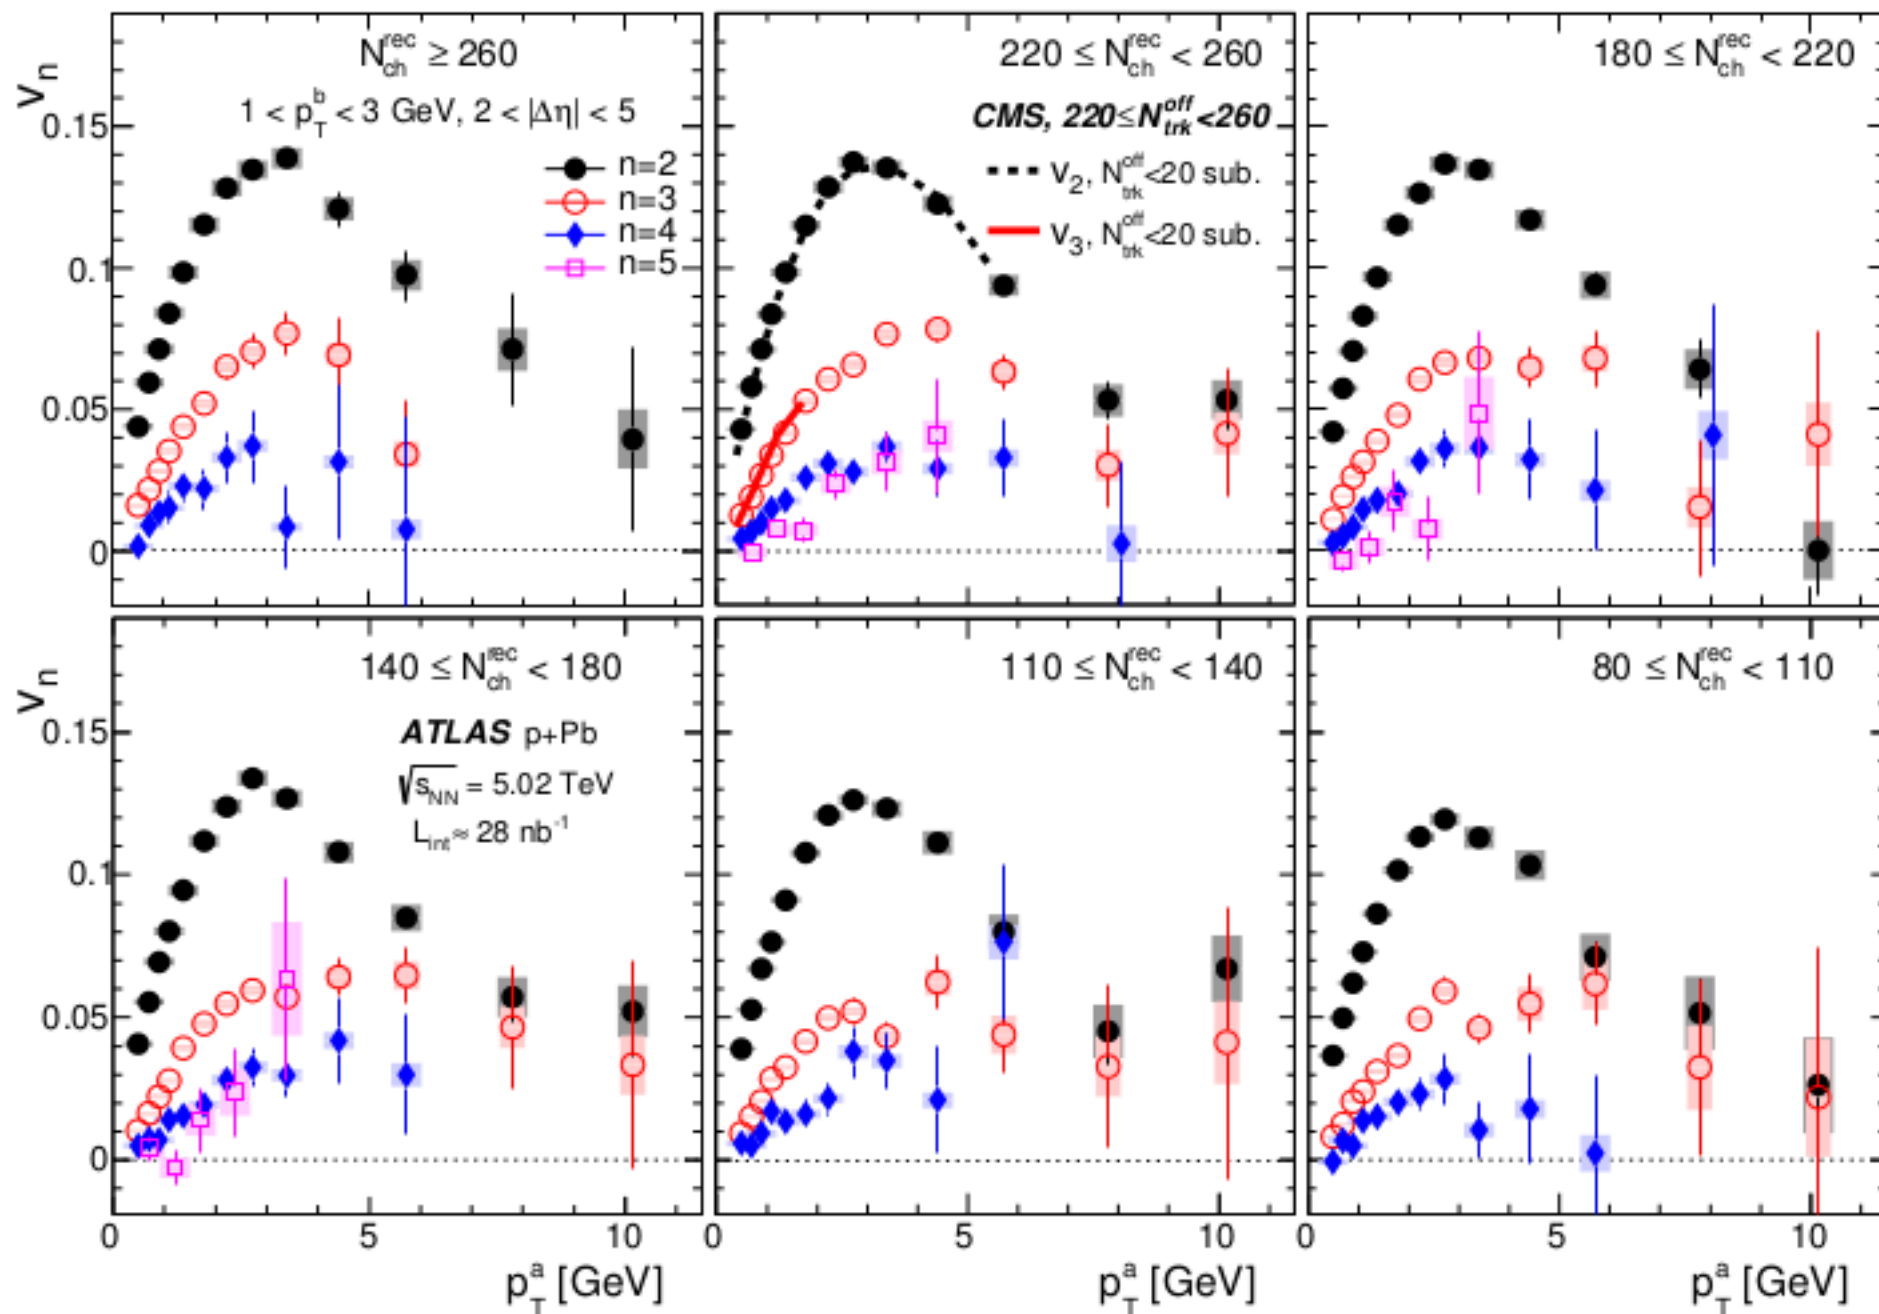 v_n
N_ch^rec ≥ 260
1 < p_T^b < 3 GeV, 2 < |Δη| < 5
n=2
n=3
n=4
n=5
0.15
0.1
0.05
0
220 ≤ N_ch^rec < 260
CMS, 220≤N_trk^off<260
v_2, N_trk^off<20 sub.
v_3, N_trk^off<20 sub.
180 ≤ N_ch^rec < 220
v_n
140 ≤ N_ch^rec < 180
ATLAS p+Pb
√s_NN = 5.02 TeV
L_int ≈ 28 nb^-1
0.15
0.1
0.05
0
110 ≤ N_ch^rec < 140
80 ≤ N_ch^rec < 110
0 5 10
0 5 10
0 5 10
p_T^a [GeV]
p_T^a [GeV]
p_T^a [GeV]